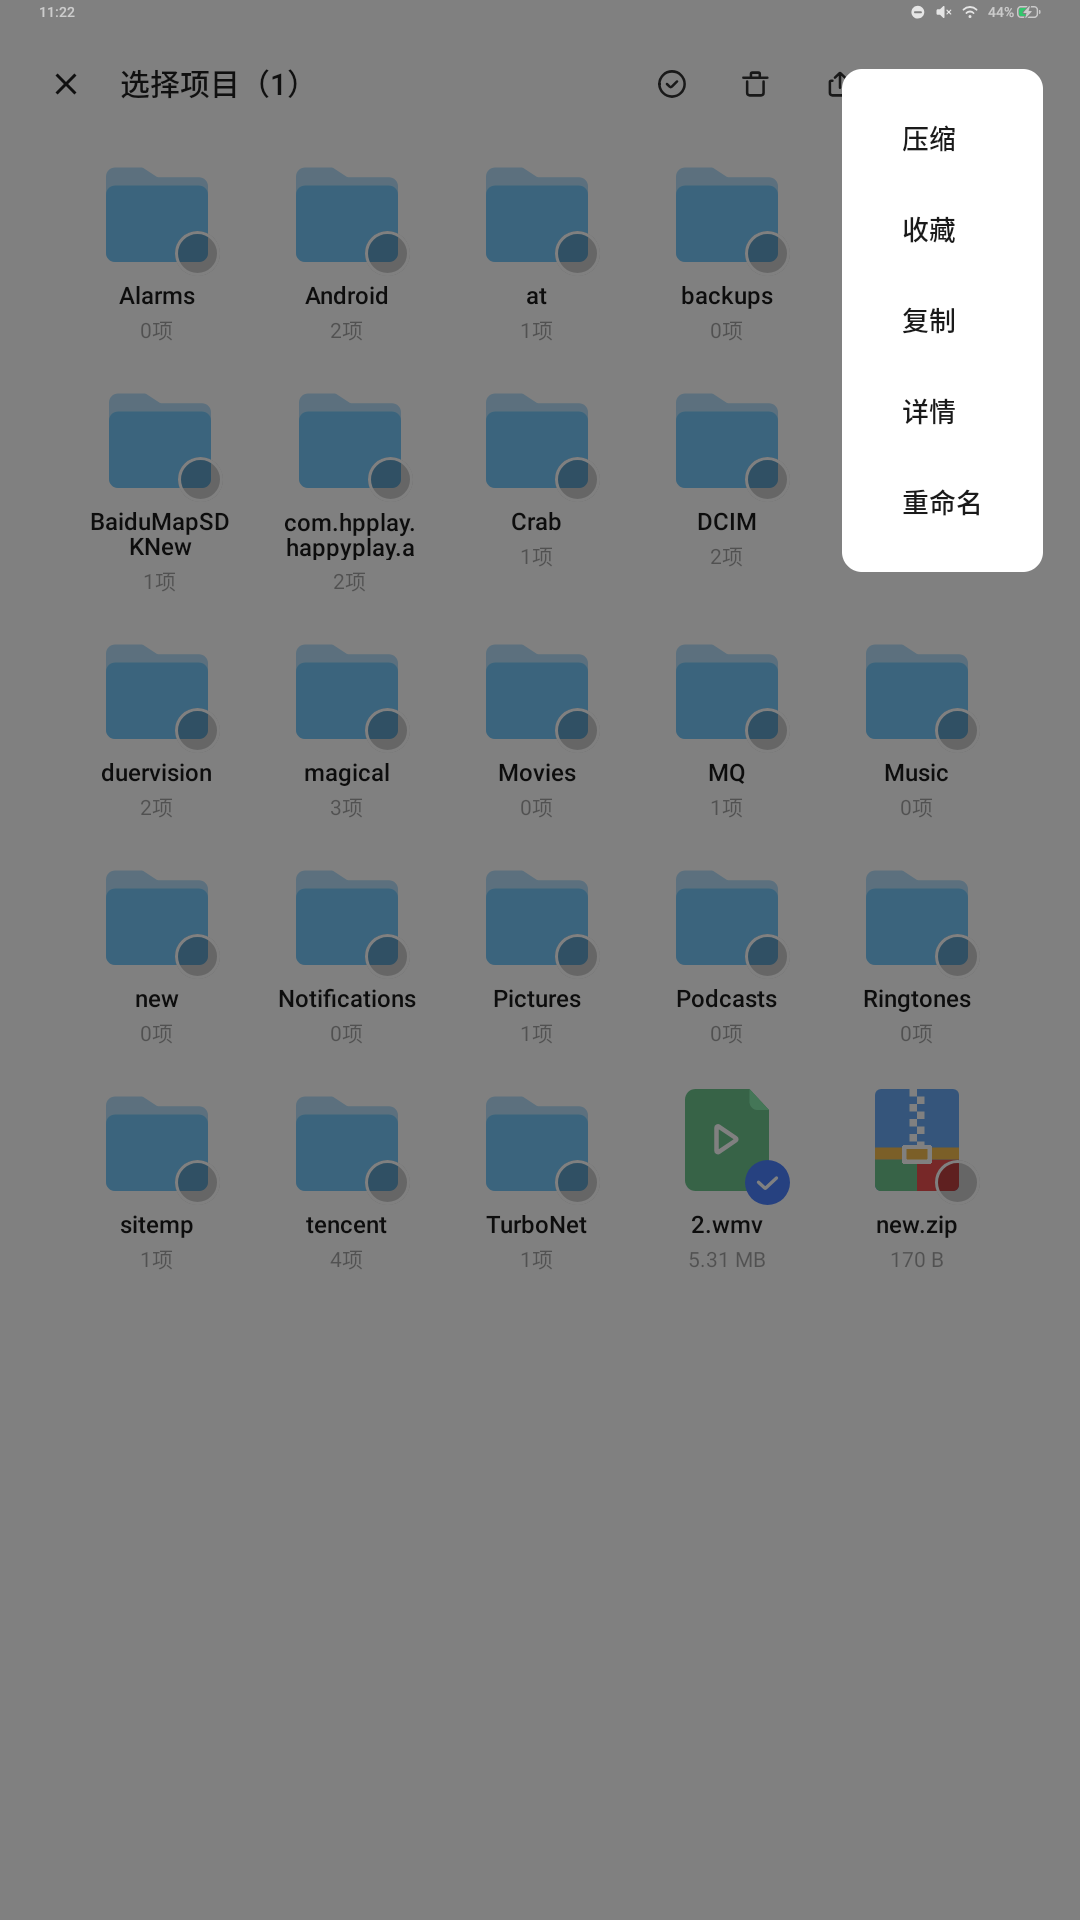 11:22
44%
选择项目（1）
压缩
收藏
复制
详情
重命名
Alarms
0项
Android
2项
at
1项
backups
0项
BaiduMapSD
KNew
1项
com.hpplay.
happyplay.a
2项
Crab
1项
DCIM
2项
duervision
2项
magical
3项
Movies
0项
MQ
1项
Music
0项
new
0项
Notifications
0项
Pictures
1项
Podcasts
0项
Ringtones
0项
sitemp
1项
tencent
4项
TurboNet
1项
2.wmv
5.31 MB
new.zip
170 B